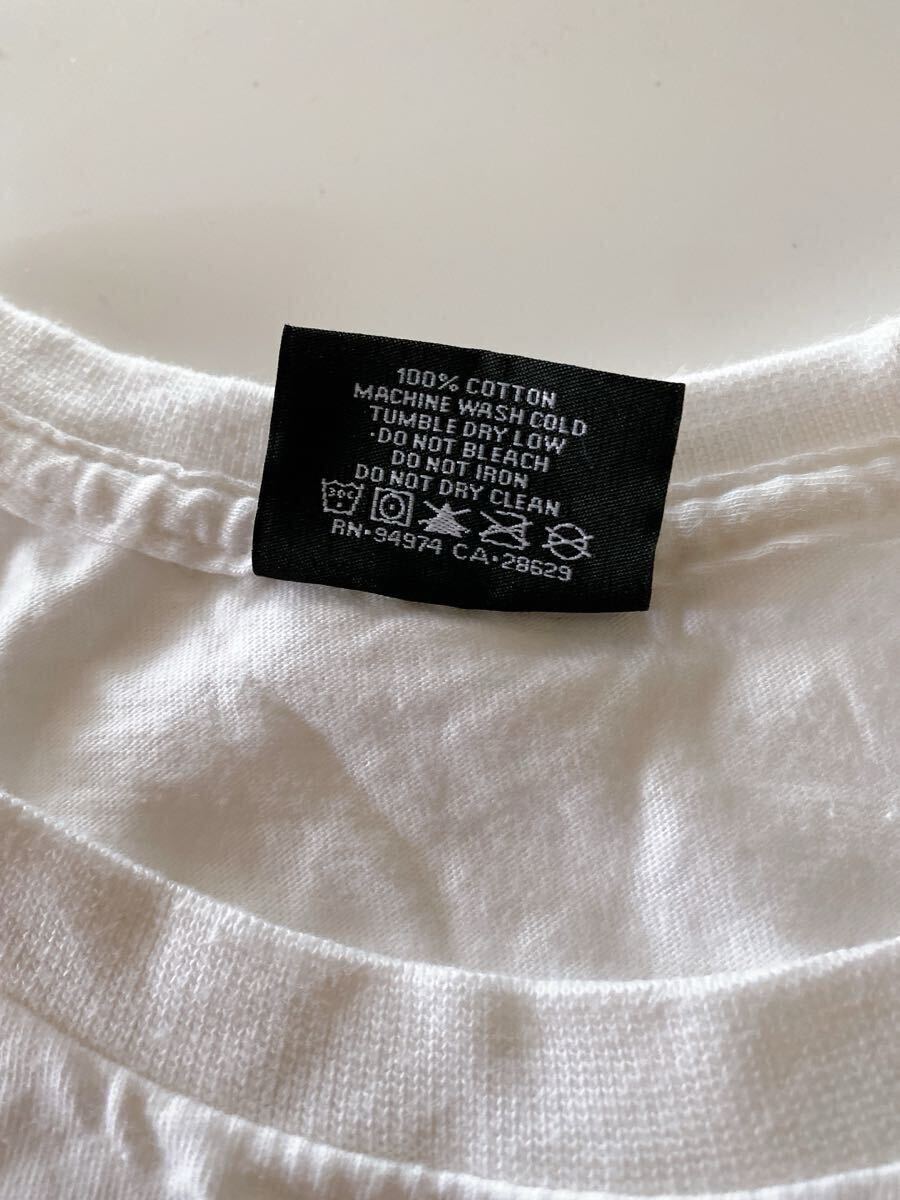 100% COTTON
MACHINE WASH COLD
TUMBLE DRY LOW
·DO NOT BLEACH
DO NOT IRON
DO NOT DRY CLEAN
30C
RN·94974 CA·28629